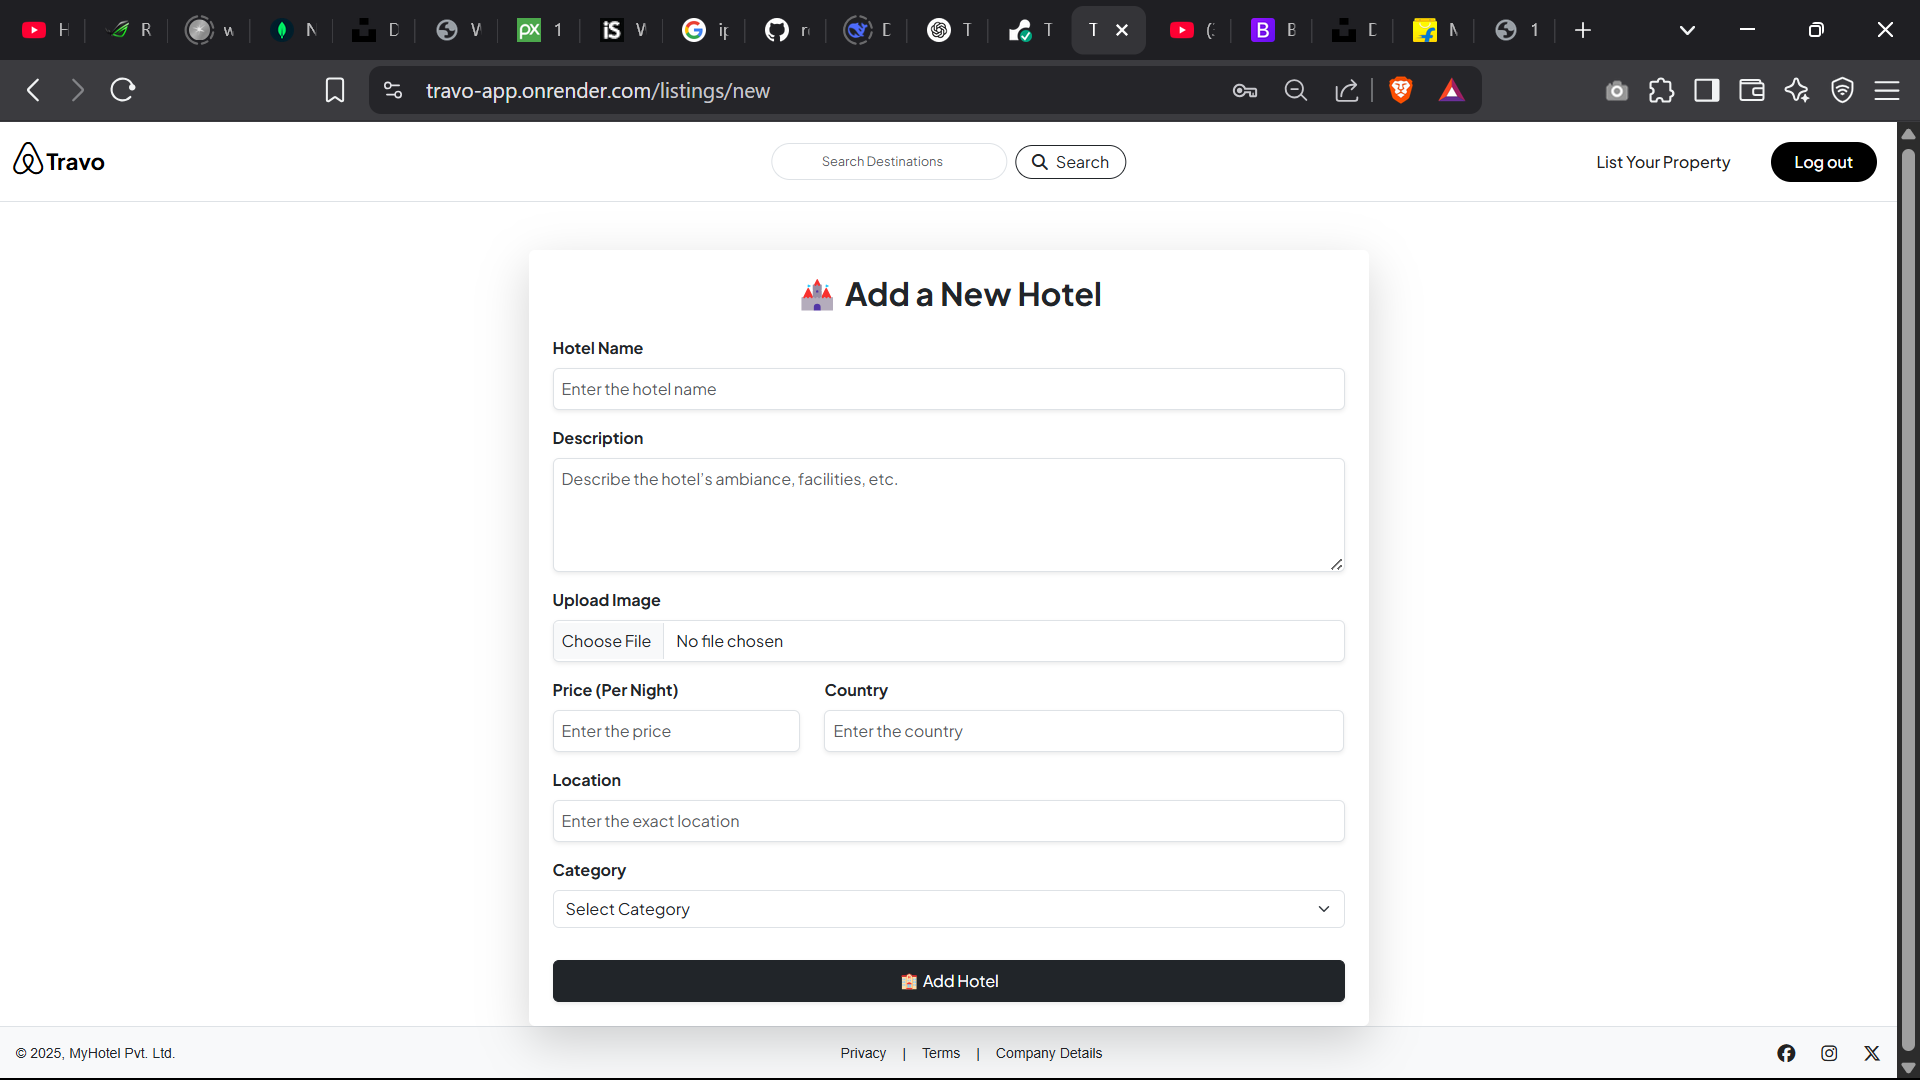 H
R
w
N
D
W
px 1
is W
ip
r
D
T
T
T
(
B B
D
M
1
travo-app.onrender.com/listings/new
Travo
Search Destinations
Search
List Your Property
Log out
Add a New Hotel
Hotel Name
Enter the hotel name
Description
Describe the hotel's ambiance, facilities, etc.
Upload Image
Choose File No file chosen
Price (Per Night) Country
Enter the price Enter the country
Location
Enter the exact location
Category
Select Category
Add Hotel
© 2025, MyHotel Pvt. Ltd.
Privacy | Terms | Company Details